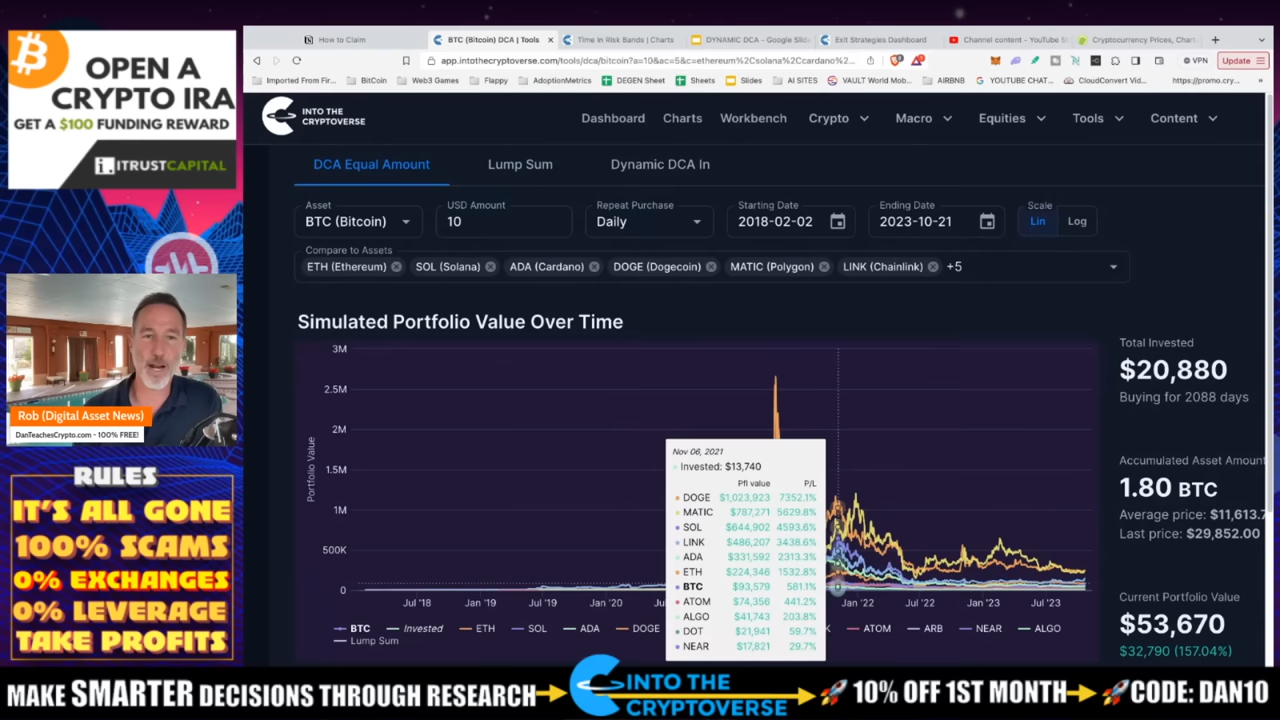 OPEN A
CRYPTO IRA
GET A $100 FUNDING REWARD
i. iTRUSTCAPITAL
Rob (Digital Asset News)
DanTeachesCrypto.com - 100% FREE!
RULES
IT'S ALL GONE
100% SCAMS
0% EXCHANGES
0% LEVERAGE
TAKE PROFITS
How to Claim
BTC (Bitcoin) DCA | Tools
Time In Risk Bands | Charts
DYNAMIC DCA - Google Slid
Exit Strategies Dashboard
Channel content - YouTube St
Cryptocurrency Prices, Chart
app.intothecryptoverse.com/tools/dca/bitcoin?a=10&ac=5&c=ethereum%2Csolana%2Ccardano%2...
VPN
Update
Imported From Fir...
BitCoin
Web3 Games
Flappy
AdoptionMetrics
DEGEN Sheet
Sheets
Slides
AI SITES
VAULT World Mob...
AIRBNB
YOUTUBE CHAT...
CloudConvert Vid...
https://promo.cry...
INTO THE
CRYPTOVERSE
Dashboard
Charts
Workbench
Crypto
Macro
Equities
Tools
Content
DCA Equal Amount
Lump Sum
Dynamic DCA In
Asset
BTC (Bitcoin)
USD Amount
10
Repeat Purchase
Daily
Starting Date
2018-02-02
Ending Date
2023-10-21
Scale
Lin
Log
Compare to Assets
ETH (Ethereum)
SOL (Solana)
ADA (Cardano)
DOGE (Dogecoin)
MATIC (Polygon)
LINK (Chainlink)
+5
Simulated Portfolio Value Over Time
Portfolio Value
3M
2.5M
2M
1.5M
1M
500K
0
Nov 06, 2021
Invested: $13,740
Pfl value P/L
DOGE $1,023,923 7352.1%
MATIC $787,271 5629.8%
SOL $644,902 4593.6%
LINK $486,207 3438.6%
ADA $331,592 2313.3%
ETH $224,346 1532.8%
BTC $93,579 581.1%
ATOM $74,356 441.2%
ALGO $41,743 203.8%
DOT $21,941 59.7%
NEAR $17,821 29.7%
Jul '18
Jan '19
Jul '19
Jan '20
Ju
Jan '22
Jul '22
Jan '23
Jul '23
BTC
Invested
ETH
SOL
ADA
DOGE
K
ATOM
ARB
NEAR
ALGO
Lump Sum
Total Invested
$20,880
Buying for 2088 days
Accumulated Asset Amount
1.80 BTC
Average price: $11,613.7
Last price: $29,852.00
Current Portfolio Value
$53,670
$32,790 (157.04%)
MAKE SMARTER DECISIONS THROUGH RESEARCH
INTO THE
CRYPTOVERSE
10% OFF 1ST MONTH
CODE: DAN10